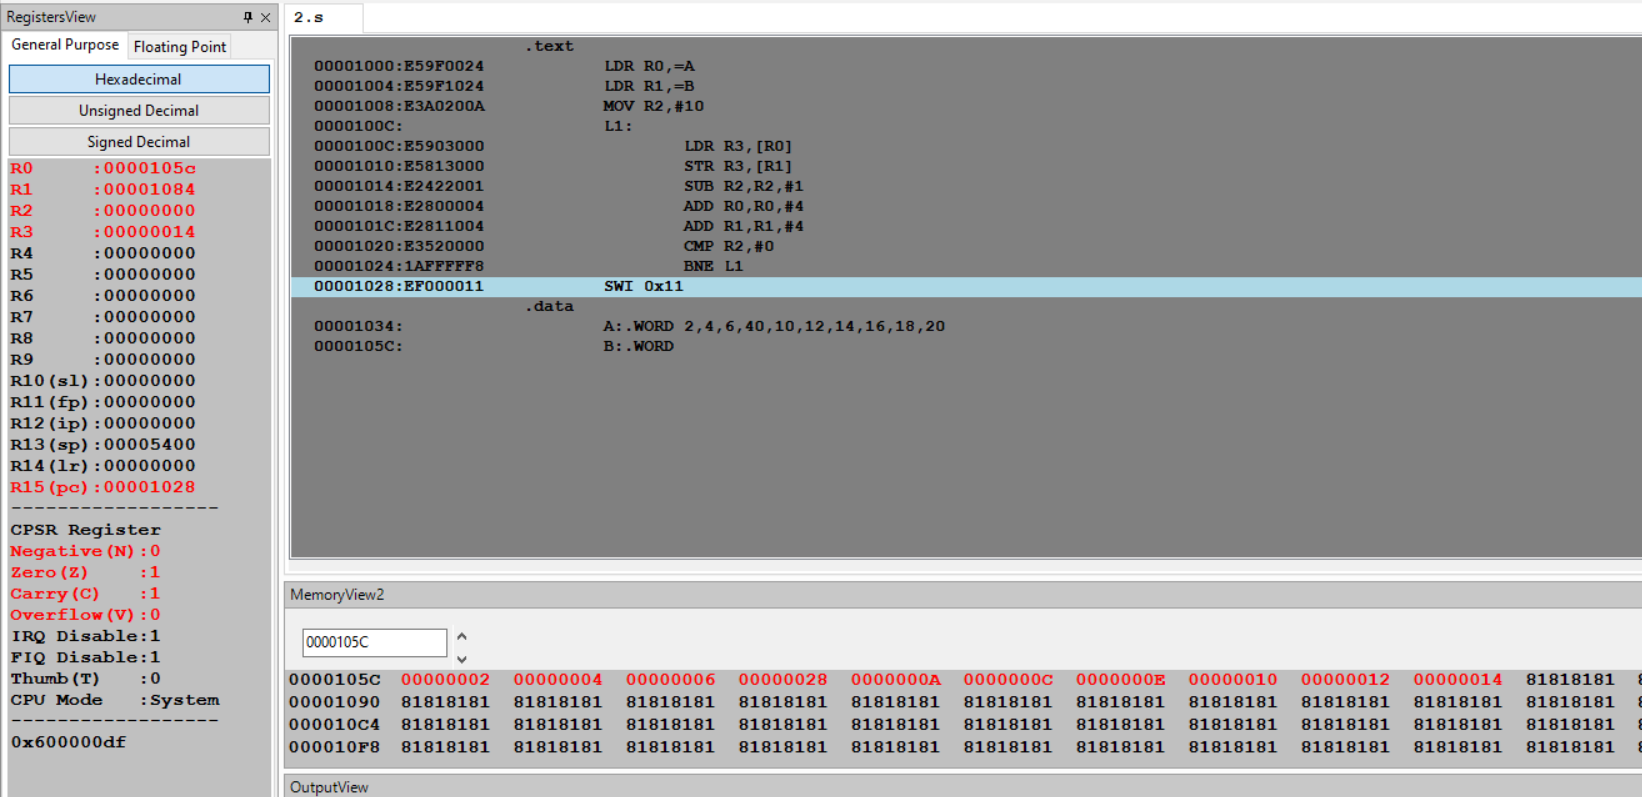 RegistersView
General Purpose Floating Point
Hexadecimal
Unsigned Decimal
Signed Decimal
R0 :0000105c
R1 :00001084
R2 :00000000
R3 :00000014
R4 :00000000
R5 :00000000
R6 :00000000
R7 :00000000
R8 :00000000
R9 :00000000
R10(sl):00000000
R11(fp):00000000
R12(ip):00000000
R13(sp):00005400
R14(lr):00000000
R15(pc):00001028
------------------
CPSR Register
Negative(N):0
Zero(Z) :1
Carry(C) :1
Overflow(V):0
IRQ Disable:1
FIQ Disable:1
Thumb(T) :0
CPU Mode :System
------------------
0x600000df
2.s
.text
00001000:E59F0024 LDR R0,=A
00001004:E59F1024 LDR R1,=B
00001008:E3A0200A MOV R2,#10
0000100C: L1:
0000100C:E5903000 LDR R3,[R0]
00001010:E5813000 STR R3,[R1]
00001014:E2422001 SUB R2,R2,#1
00001018:E2800004 ADD R0,R0,#4
0000101C:E2811004 ADD R1,R1,#4
00001020:E3520000 CMP R2,#0
00001024:1AFFFFF8 BNE L1
00001028:EF000011 SWI 0x11
.data
00001034: A:.WORD 2,4,6,40,10,12,14,16,18,20
0000105C: B:.WORD
MemoryView2
0000105C
0000105C 00000002 00000004 00000006 00000028 0000000A 0000000C 0000000E 00000010 00000012 00000014 81818181
00001090 81818181 81818181 81818181 81818181 81818181 81818181 81818181 81818181 81818181 81818181 81818181
000010C4 81818181 81818181 81818181 81818181 81818181 81818181 81818181 81818181 81818181 81818181 81818181
000010F8 81818181 81818181 81818181 81818181 81818181 81818181 81818181 81818181 81818181 81818181 81818181
OutputView